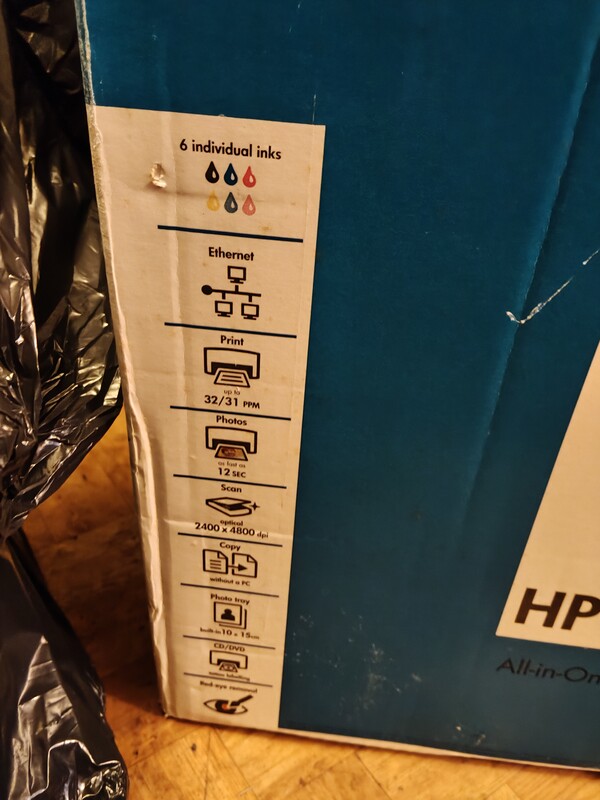 6 individual inks
Ethernet
Print
up to
32/31 PPM
Photos
as fast as
12 SEC
Scan
optical
2400 x 4800 dpi
Copy
without a PC
Photo tray
built-in 10 x 15cm
CD/DVD
Red-eye removal
HP
All-in-On